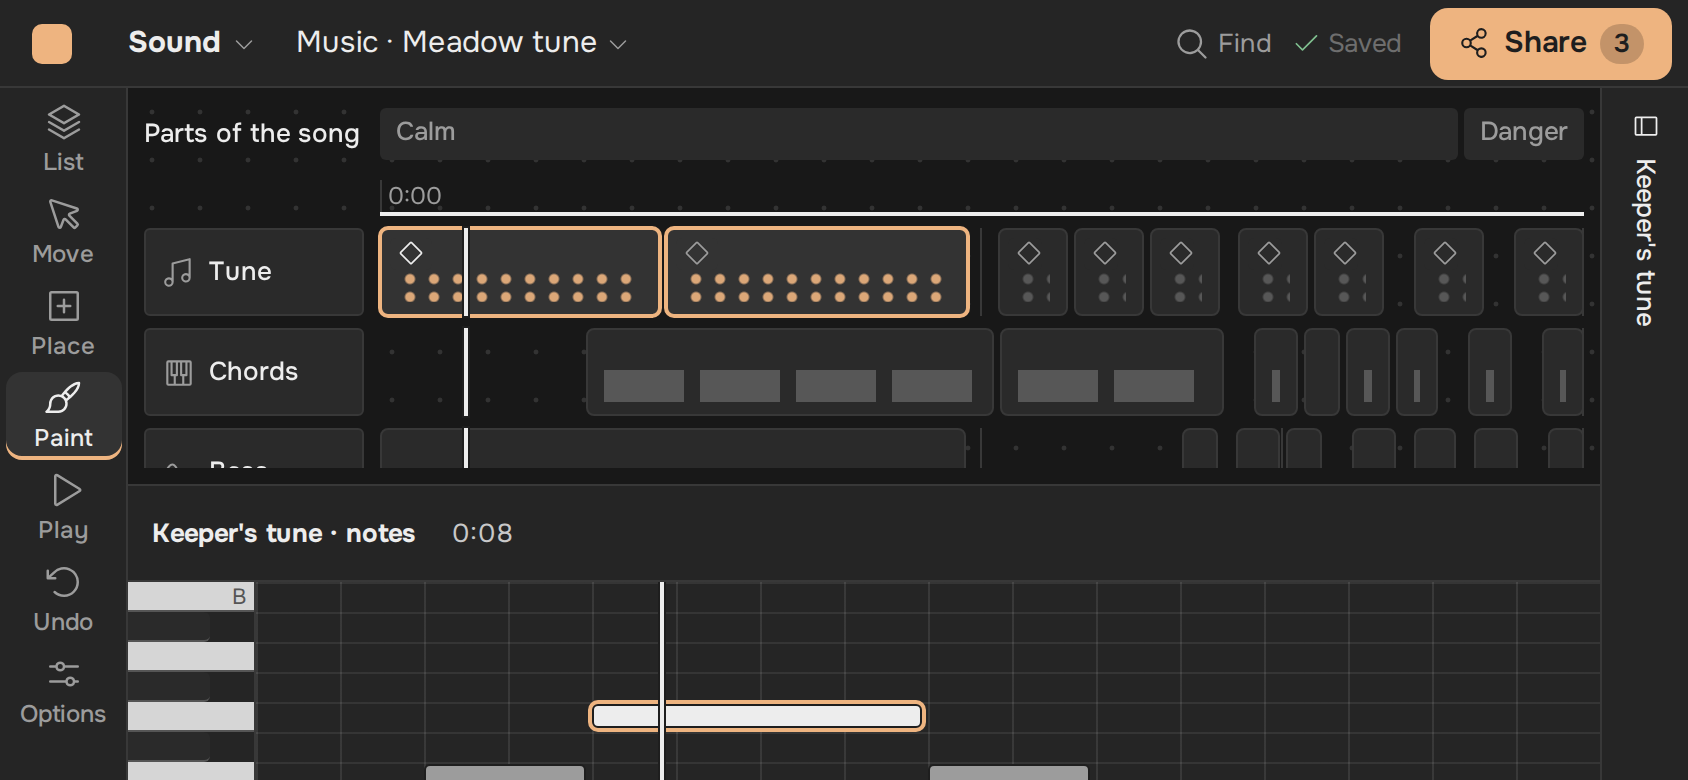 Sound
Music · Meadow tune
Find
Saved
Share 3
List
Move
Place
Paint
Play
Undo
Options
Parts of the song
Calm
Danger
0:00
Tune
Chords
Keeper's tune · notes
0:08
B
Keeper's tune